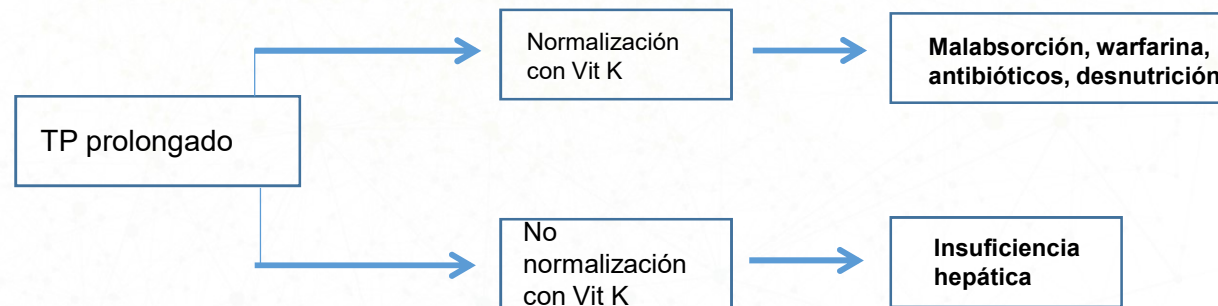 Normalización
con Vit K
Malabsorción, warfarina,
antibióticos, desnutrición
TP prolongado
No
normalización
con Vit K
Insuficiencia
hepática